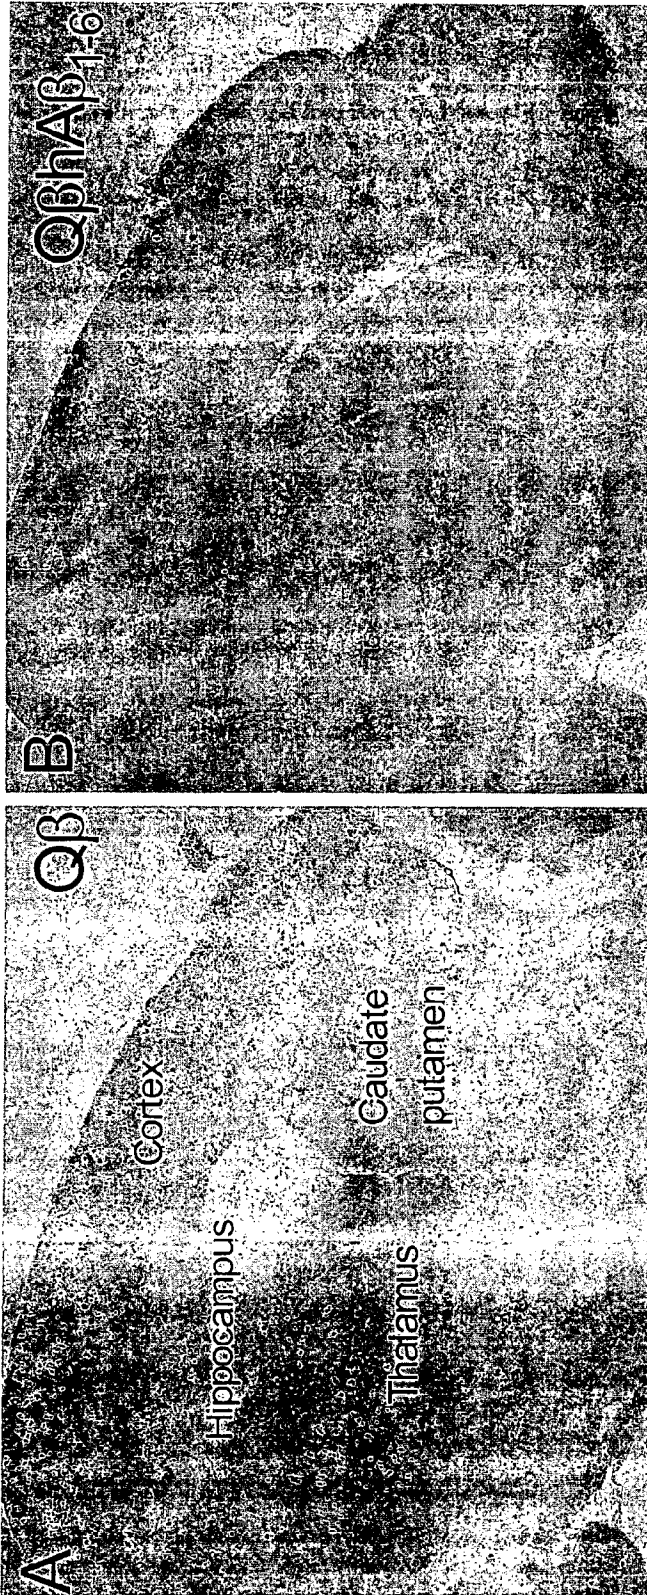 A
Qβ
Cortex
Hippocampus
Caudate
putamen
Thalamus
B
QβhAβ1-6